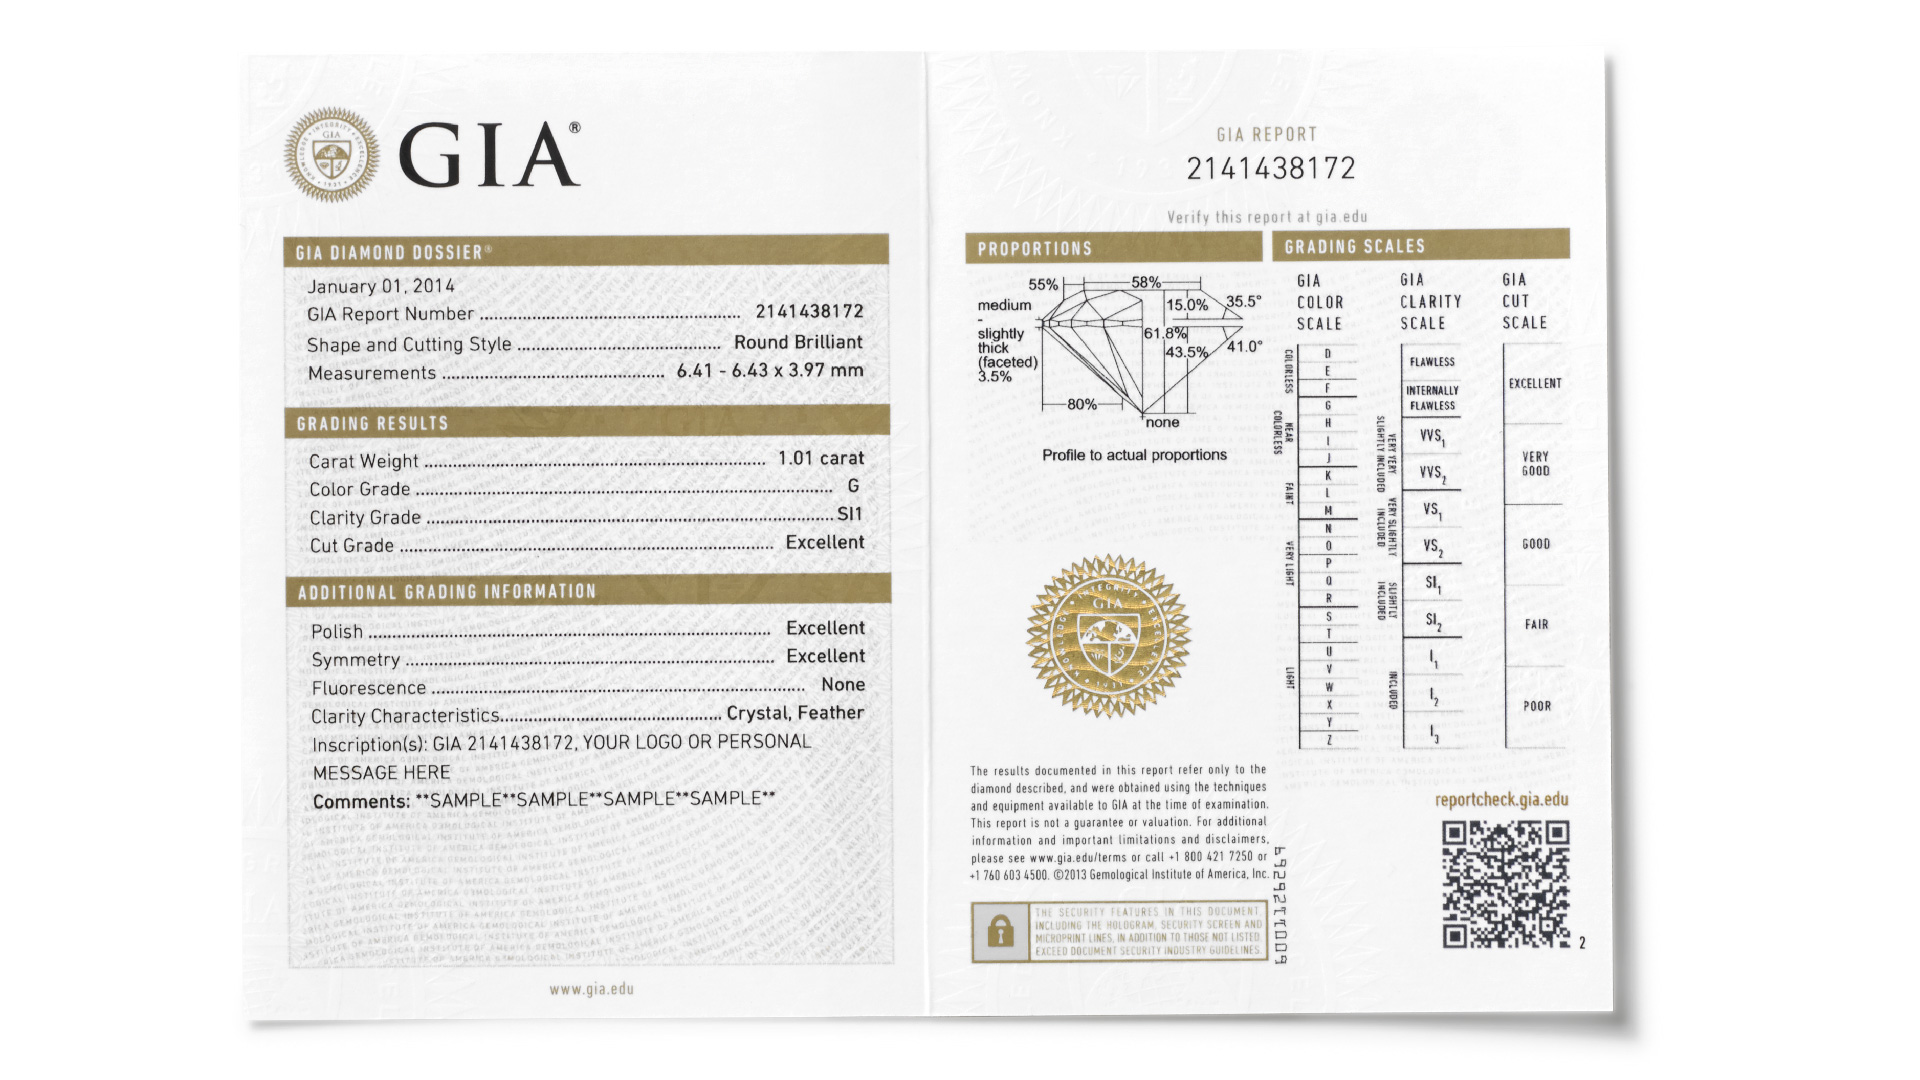 GIA®
GIA DIAMOND DOSSIER®
January 01, 2014
GIA Report Number 2141438172
Shape and Cutting Style Round Brilliant
Measurements 6.41 - 6.43 x 3.97 mm
GRADING RESULTS
Carat Weight 1.01 carat
Color Grade G
Clarity Grade SI1
Cut Grade Excellent
ADDITIONAL GRADING INFORMATION
Polish Excellent
Symmetry Excellent
Fluorescence None
Clarity Characteristics Crystal, Feather
Inscription(s): GIA 2141438172, YOUR LOGO OR PERSONAL
MESSAGE HERE
Comments: **SAMPLE**SAMPLE**SAMPLE**SAMPLE**
www.gia.edu
GIA REPORT
2141438172
Verify this report at gia.edu
PROPORTIONS
55%
58%
medium
-
slightly
thick
(faceted)
3.5%
15.0%
35.5°
61.8%
43.5%
41.0°
80%
none
Profile to actual proportions
GIA
The results documented in this report refer only to the
diamond described, and were obtained using the techniques
and equipment available to GIA at the time of examination.
This report is not a guarantee or valuation. For additional
information and important limitations and disclaimers,
please see www.gia.edu/terms or call +1 800 421 7250 or
+1 760 603 4500. ©2013 Gemological Institute of America, Inc.
THE SECURITY FEATURES IN THIS DOCUMENT,
INCLUDING THE HOLOGRAM, SECURITY SCREEN AND
MICROPRINT LINES, IN ADDITION TO THOSE NOT LISTED,
EXCEED DOCUMENT SECURITY INDUSTRY GUIDELINES.
GRADING SCALES
GIA
COLOR
SCALE
COLORLESS
D
E
F
NEAR
COLORLESS
G
H
I
J
FAINT
K
L
M
VERY LIGHT
N
O
P
Q
R
LIGHT
S
T
U
V
W
X
Y
Z
GIA
CLARITY
SCALE
FLAWLESS
INTERNALLY
FLAWLESS
VERY VERY
SLIGHTLY INCLUDED
VVS1
VVS2
VERY SLIGHTLY
INCLUDED
VS1
VS2
SLIGHTLY
INCLUDED
SI1
SI2
INCLUDED
I1
I2
I3
GIA
CUT
SCALE
EXCELLENT
VERY
GOOD
GOOD
FAIR
POOR
reportcheck.gia.edu
2